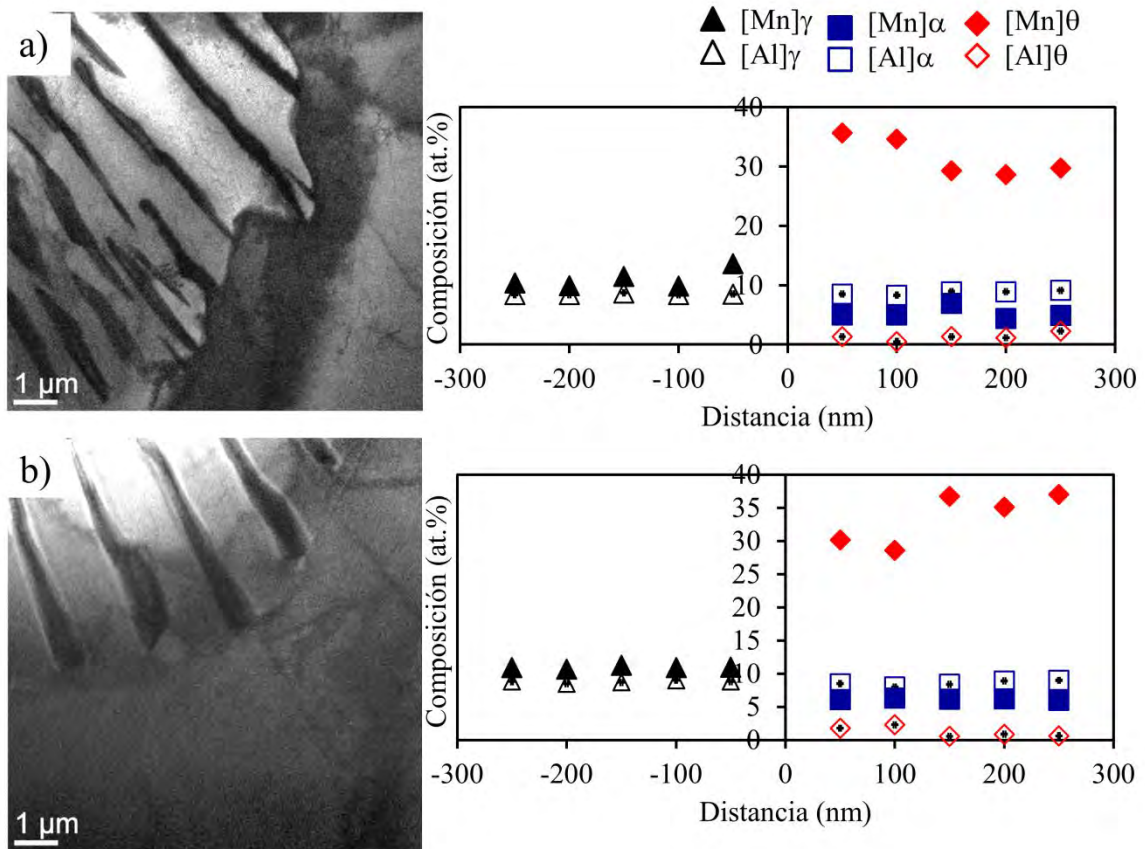 a)
1 µm
[Mn]γ [Mn]α [Mn]θ
[Al]γ [Al]α [Al]θ
Composición (at.%)
40
30
20
10
0
-300 -200 -100 0 100 200 300
Distancia (nm)
b)
1 µm
Composición (at.%)
40
35
30
25
20
15
10
5
0
-300 -200 -100 0 100 200 300
Distancia (nm)